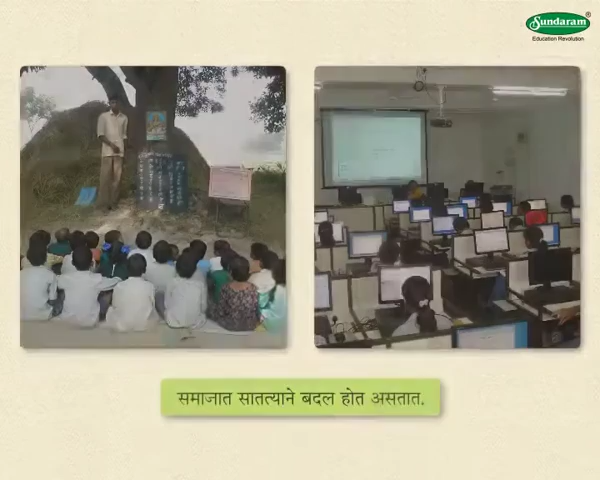 Sundaram®
Education Revolution
समाजात सातत्याने बदल होत असतात.